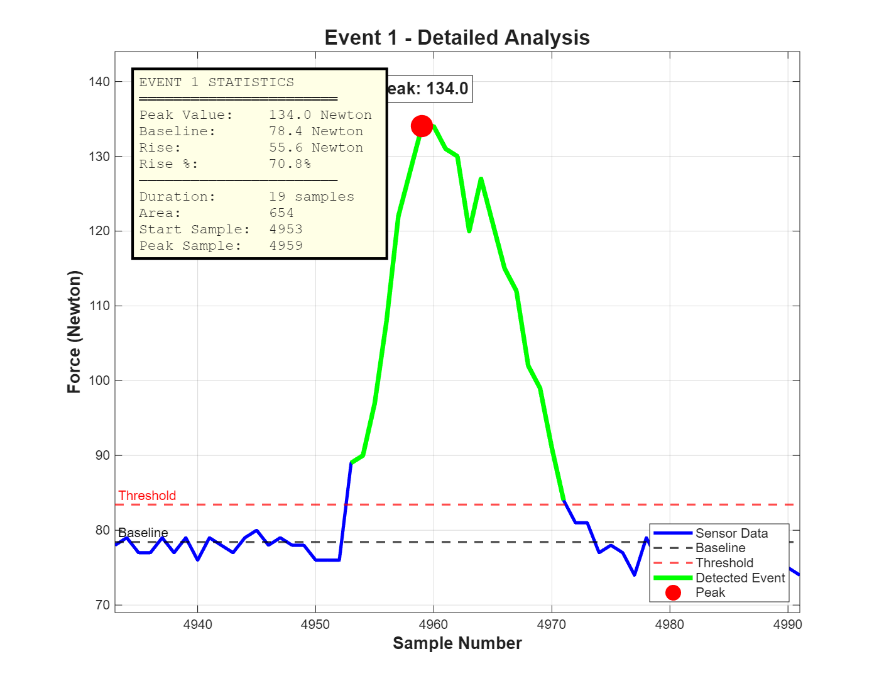 Event 1 - Detailed Analysis
EVENT 1 STATISTICS
Peak Value: 134.0 Newton
Baseline: 78.4 Newton
Rise: 55.6 Newton
Rise %: 70.8%
Duration: 19 samples
Area: 654
Start Sample: 4953
Peak Sample: 4959
eak: 134.0
140
130
120
110
100
90
80
70
Force (Newton)
Threshold
Baseline
Sensor Data
Baseline
Threshold
Detected Event
Peak
4940 4950 4960 4970 4980 4990
Sample Number